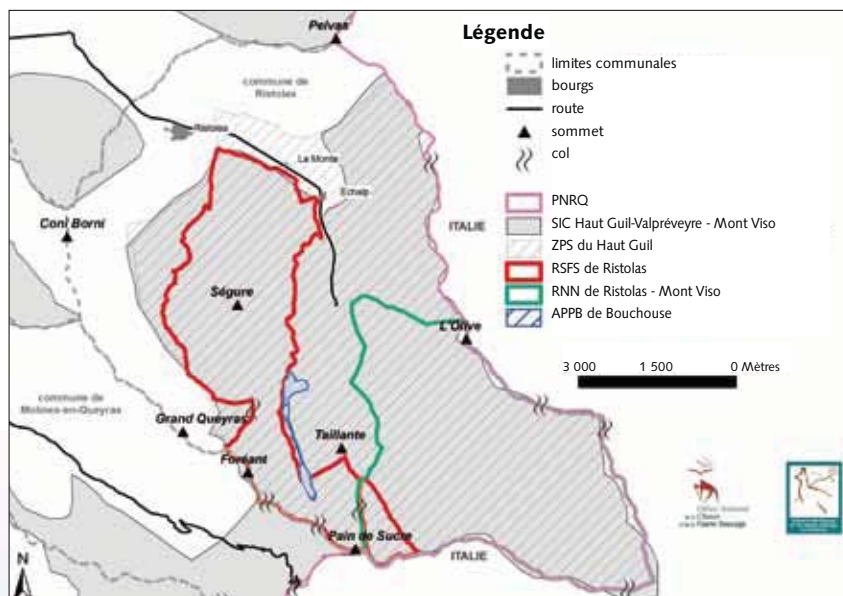 Pelvas
Légende
commune de
Ristolas
limites communales
bourgs
route
sommet
col
Ristolas
La Monta
Echalp
Coni Borni
ITALIE
PNRQ
SIC Haut Guil-Valpréveyre - Mont Viso
ZPS du Haut Guil
RSFS de Ristolas
RNN de Ristolas - Mont Viso
APPB de Bouchouse
Ségure
L'Olive
3 000 1 500 0 Mètres
commune de
Molines-en-Queyras
Grand Queyras
Taillante
Foréant
Pain de Sucre
ITALIE
N